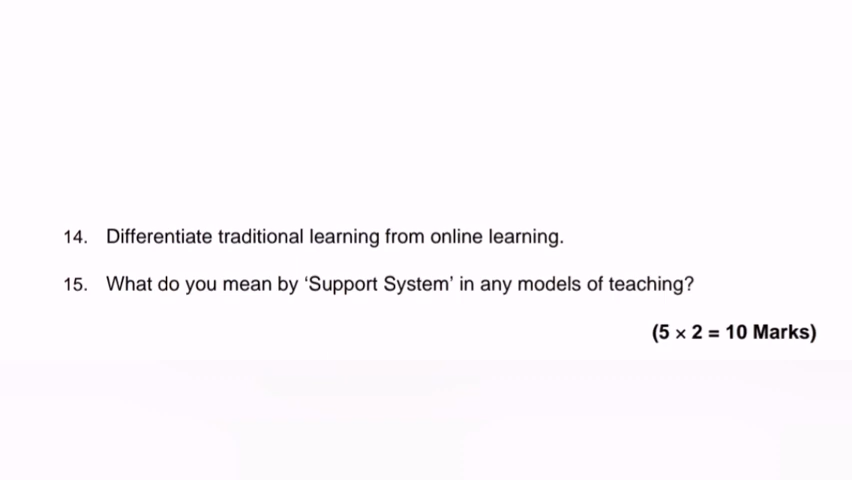 14. Differentiate traditional learning from online learning.
15. What do you mean by ‘Support System’ in any models of teaching?
(5 × 2 = 10 Marks)